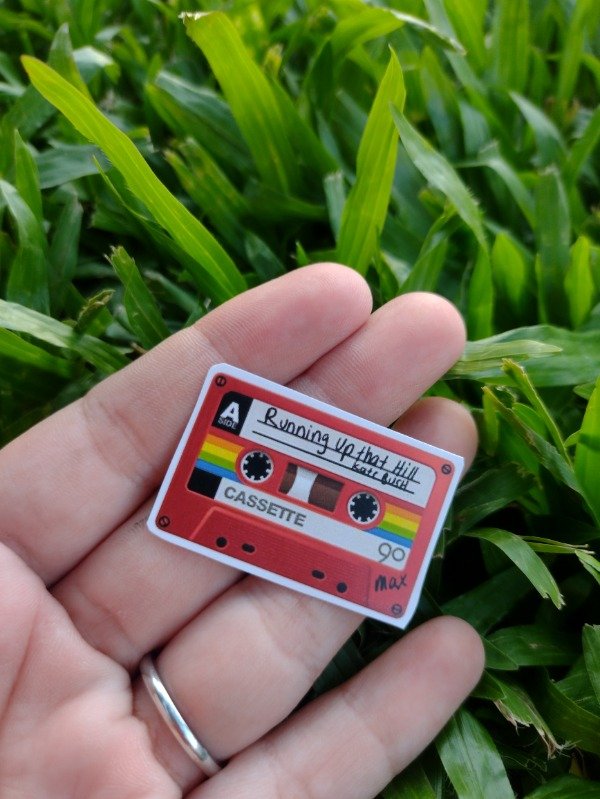 A
SIDE
Running Up that Hill
Kate Bush
CASSETTE
90
max